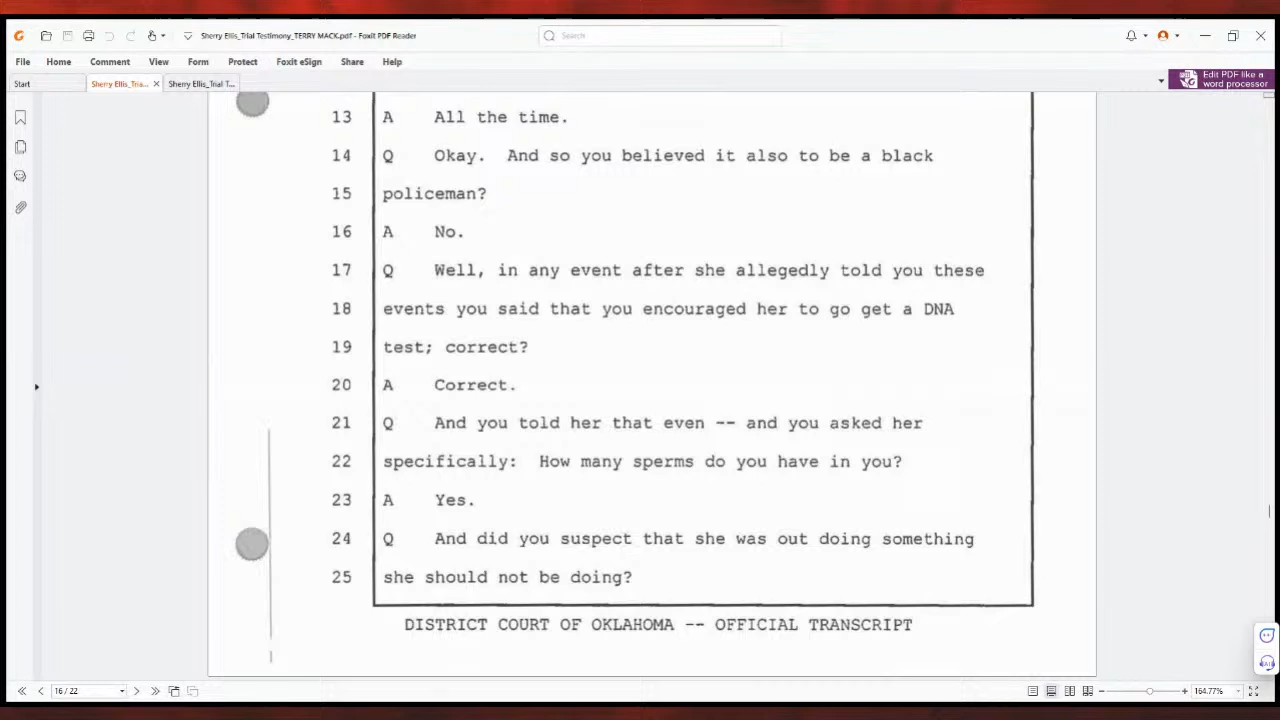 Sherry Ellis_Trial Testimony_TERRY MACK.pdf - Foxit PDF Reader
Search
File Home Comment View Form Protect Foxit eSign Share Help
Start Sherry Ellis_Tria... Sherry Ellis_Trial T...
Edit PDF like a
word processor
13 A All the time.
14 Q Okay. And so you believed it also to be a black
15 policeman?
16 A No.
17 Q Well, in any event after she allegedly told you these
18 events you said that you encouraged her to go get a DNA
19 test; correct?
20 A Correct.
21 Q And you told her that even -- and you asked her
22 specifically: How many sperms do you have in you?
23 A Yes.
24 Q And did you suspect that she was out doing something
25 she should not be doing?
DISTRICT COURT OF OKLAHOMA -- OFFICIAL TRANSCRIPT
16 / 22
164.77%